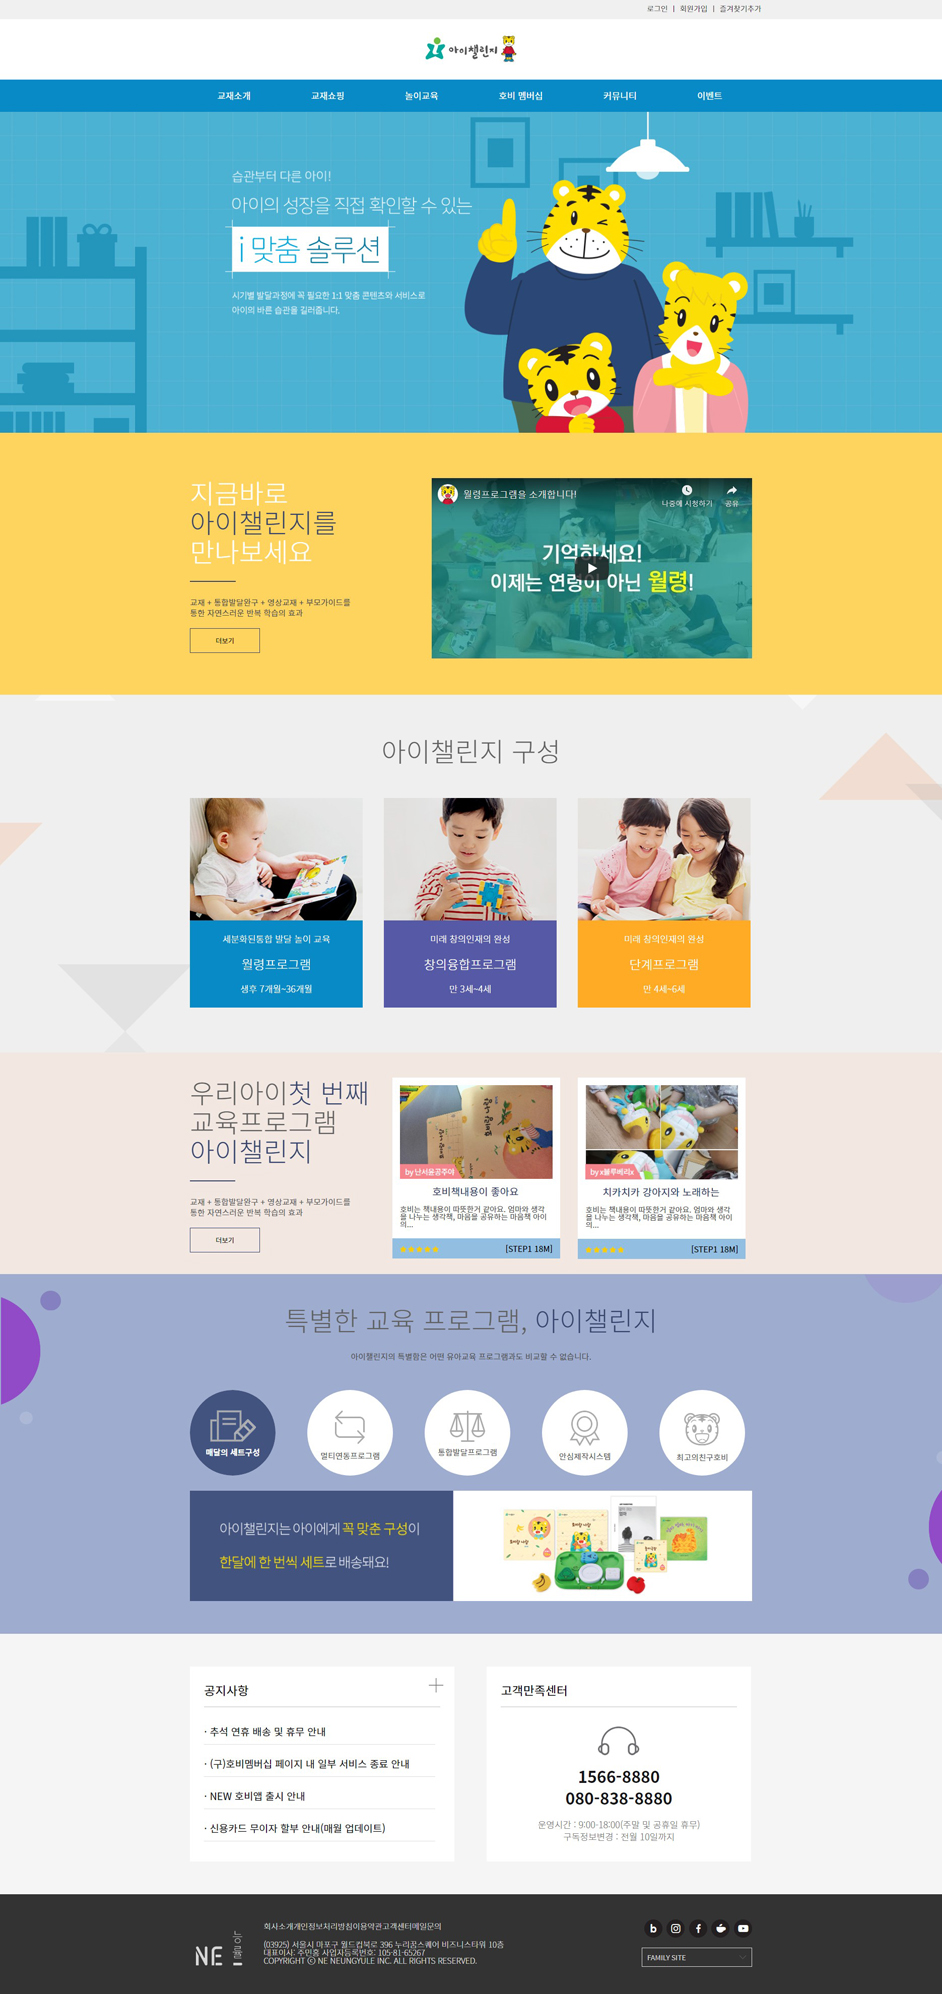 로그인 | 회원가입 | 즐겨찾기추가
아이챌린지
교재소개 교재쇼핑 놀이교육 호비 멤버십 커뮤니티 이벤트
습관부터 다른 아이!
아이의 성장을 직접 확인할 수 있는
i 맞춤 솔루션
시기별 발달과정에 꼭 필요한 1:1 맞춤 콘텐츠와 서비스로
아이의 바른 습관을 길러줍니다.
지금바로
아이챌린지를
만나보세요
교재 + 통합발달완구 + 영상교재 + 부모가이드를
통한 자연스러운 반복 학습의 효과
더보기
월령프로그램을 소개합니다!
나중에 시청하기 공유
기억하세요!
이제는 연령이 아닌 월령!
아이챌린지 구성
세분화된통합 발달 놀이 교육
월령프로그램
생후 7개월~36개월
미래 창의인재의 완성
창의융합프로그램
만 3세~4세
미래 창의인재의 완성
단계프로그램
만 4세~6세
우리아이첫 번째
교육프로그램
아이챌린지
교재 + 통합발달완구 + 영상교재 + 부모가이드를
통한 자연스러운 반복 학습의 효과
더보기
by 난서윤공주야
호비책내용이 좋아요
호비는 책내용이 따뜻한거 같아요. 엄마와 생각
을 나누는 생각책, 마음을 공유하는 마음책 아이
의...
[STEP1 18M]
by x블루베리x
치카치카 강아지와 노래하는
호비는 책내용이 따뜻한거 같아요. 엄마와 생각
을 나누는 생각책, 마음을 공유하는 마음책 아이
의...
[STEP1 18M]
특별한 교육 프로그램, 아이챌린지
아이챌린지의 특별함은 어떤 유아교육 프로그램과도 비교할 수 없습니다.
매달의 세트구성
멀티연동프로그램
통합발달프로그램
안심제작시스템
최고의친구호비
아이챌린지는 아이에게 꼭 맞춘 구성이
한달에 한 번씩 세트로 배송돼요!
공지사항
· 추석 연휴 배송 및 휴무 안내
· (구)호비멤버십 페이지 내 일부 서비스 종료 안내
· NEW 호비앱 출시 안내
· 신용카드 무이자 할부 안내(매월 업데이트)
고객만족센터
1566-8880
080-838-8880
운영시간 : 9:00-18:00(주말 및 공휴일 휴무)
구독정보변경 : 전월 10일까지
NE 능률
회사소개개인정보처리방침이용약관고객센터메일문의
(03925) 서울시 마포구 월드컵북로 396 누리꿈스퀘어 비즈니스타워 10층
대표이사: 주민홍 사업자등록번호: 105-81-65267
COPYRIGHT ⓒ NE NEUNGYULE INC. ALL RIGHTS RESERVED.
FAMILY SITE